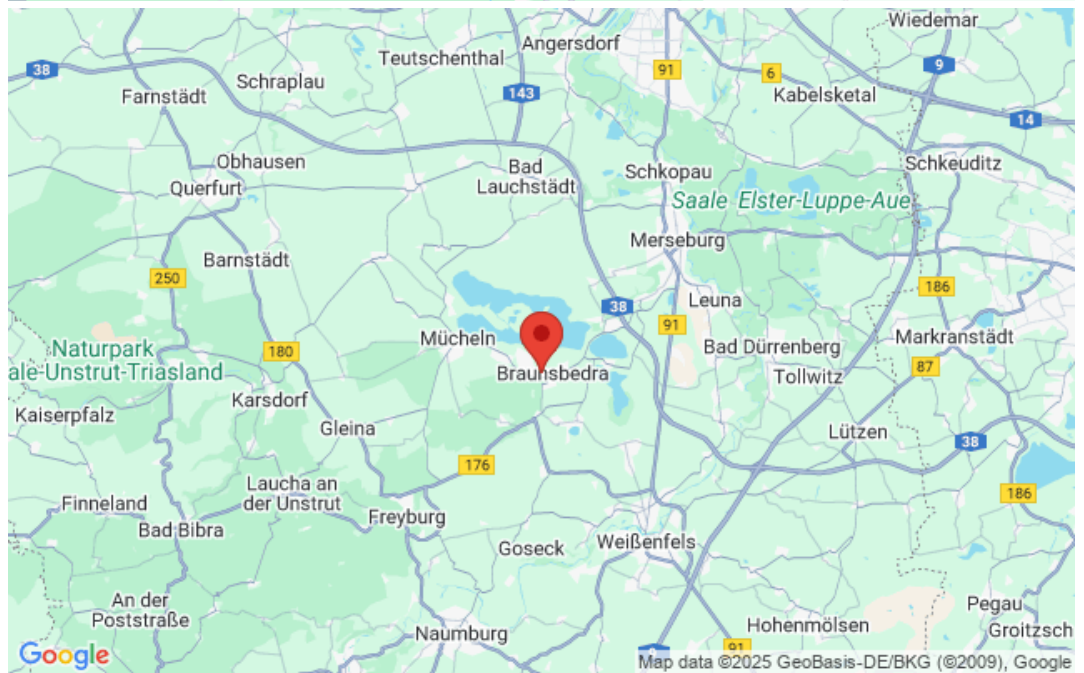 Wiedemar
Angersdorf
Teutschenthal
38
91
6
9
Schraplau
143
Farnstädt
Kabelsketal
14
Obhausen
Bad
Lauchstädt
Schkopau
Schkeuditz
Querfurt
Saale-Elster-Luppe-Aue
Merseburg
Barnstädt
250
186
38
Leuna
91
Mücheln
Markranstädt
Naturpark
ale-Unstrut-Triasland
180
Bad Dürrenberg
87
Braunsbedra
Tollwitz
Karsdorf
Kaiserpfalz
Gleina
Lützen
38
176
Laucha an
der Unstrut
186
Finneland
Freyburg
Bad Bibra
Goseck
Weißenfels
An der
Poststraße
Pegau
Hohenmölsen
Groitzsch
Naumburg
91
Google
Map data ©2025 GeoBasis-DE/BKG (©2009), Google